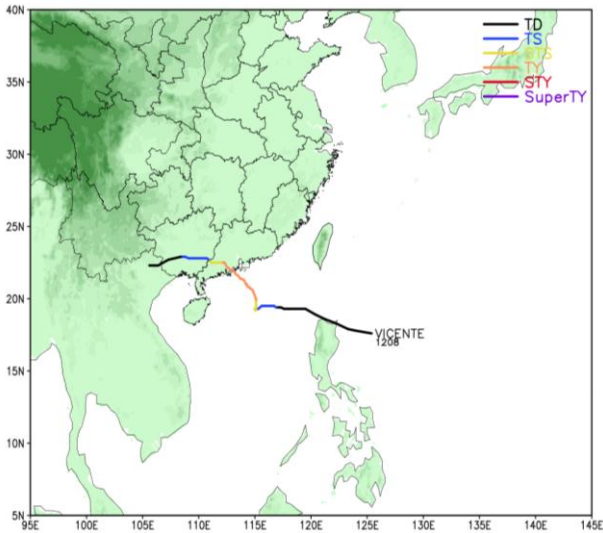 40N
35N
30N
25N
20N
15N
10N
5N
95E 100E 105E 110E 115E 120E 125E 130E 135E 140E 145E
TD
TS
STS
TY
STY
SuperTY
VICENTE
1208